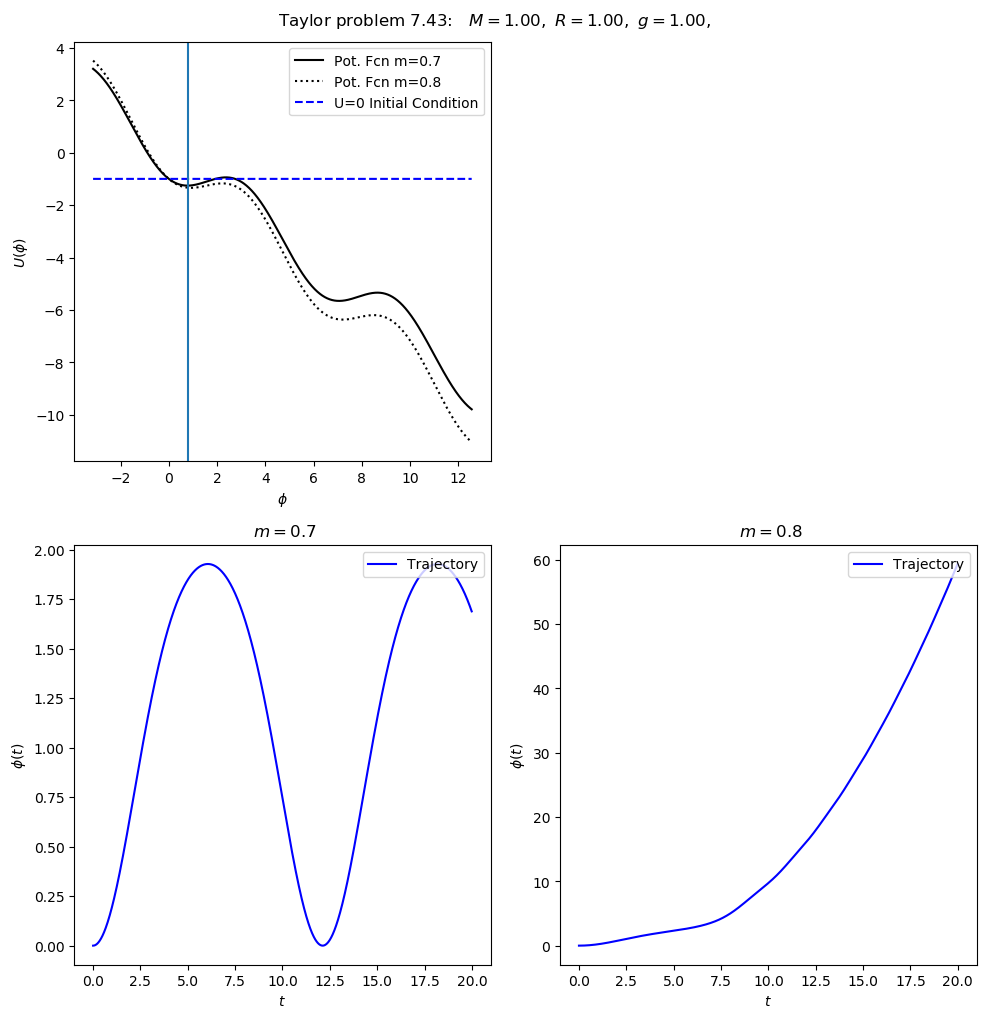 Taylor problem 7.43: M = 1.00, R = 1.00, g = 1.00,
4
2
0
−2
−4
−6
−8
−10
U(ϕ)
Pot. Fcn m=0.7
Pot. Fcn m=0.8
U=0 Initial Condition
−2 0 2 4 6 8 10 12
ϕ
m = 0.7
2.00
1.75
1.50
1.25
1.00
0.75
0.50
0.25
0.00
ϕ(t)
Trajectory
0.0 2.5 5.0 7.5 10.0 12.5 15.0 17.5 20.0
t
m = 0.8
60
50
40
30
20
10
0
ϕ(t)
Trajectory
0.0 2.5 5.0 7.5 10.0 12.5 15.0 17.5 20.0
t